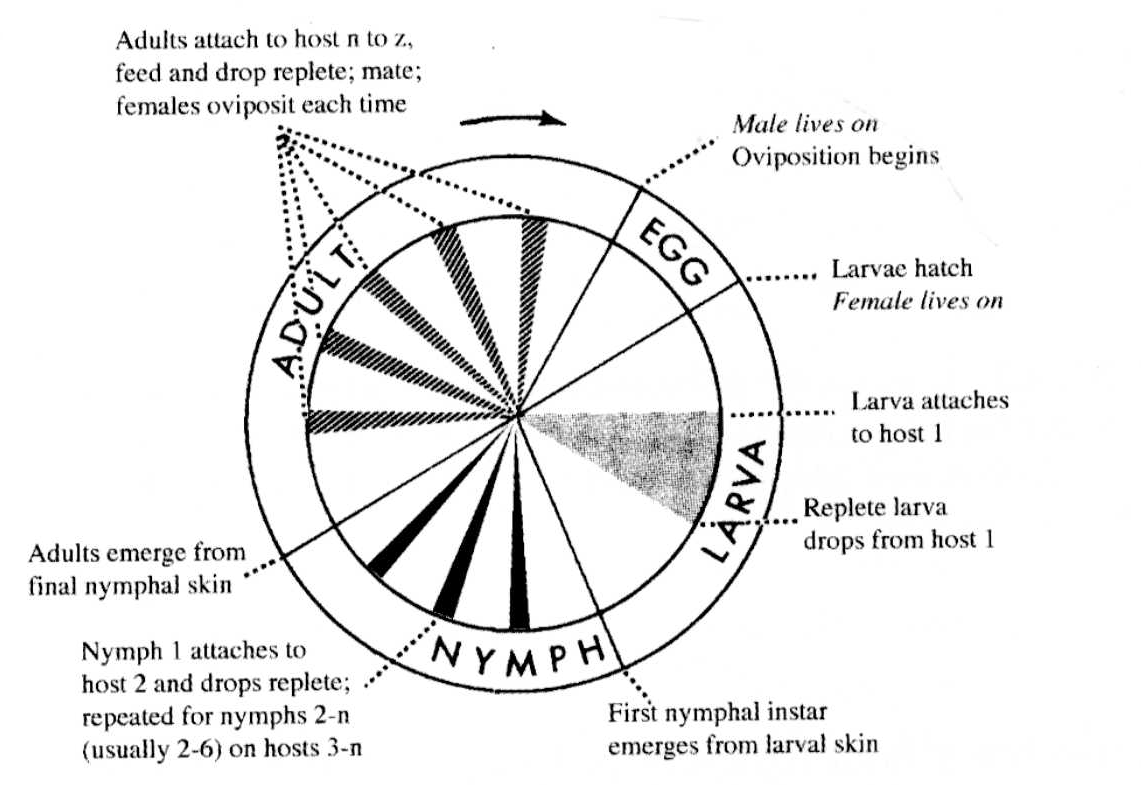 Adults attach to host n to z,
feed and drop replete; mate;
females oviposit each time
Male lives on
Oviposition begins
EGG
Larvae hatch
Female lives on
ADULT
Larva attaches
to host 1
LARVA
Replete larva
drops from host 1
Adults emerge from
final nymphal skin
NYMPH
Nymph 1 attaches to
host 2 and drops replete;
repeated for nymphs 2-n
(usually 2-6) on hosts 3-n
First nymphal instar
emerges from larval skin